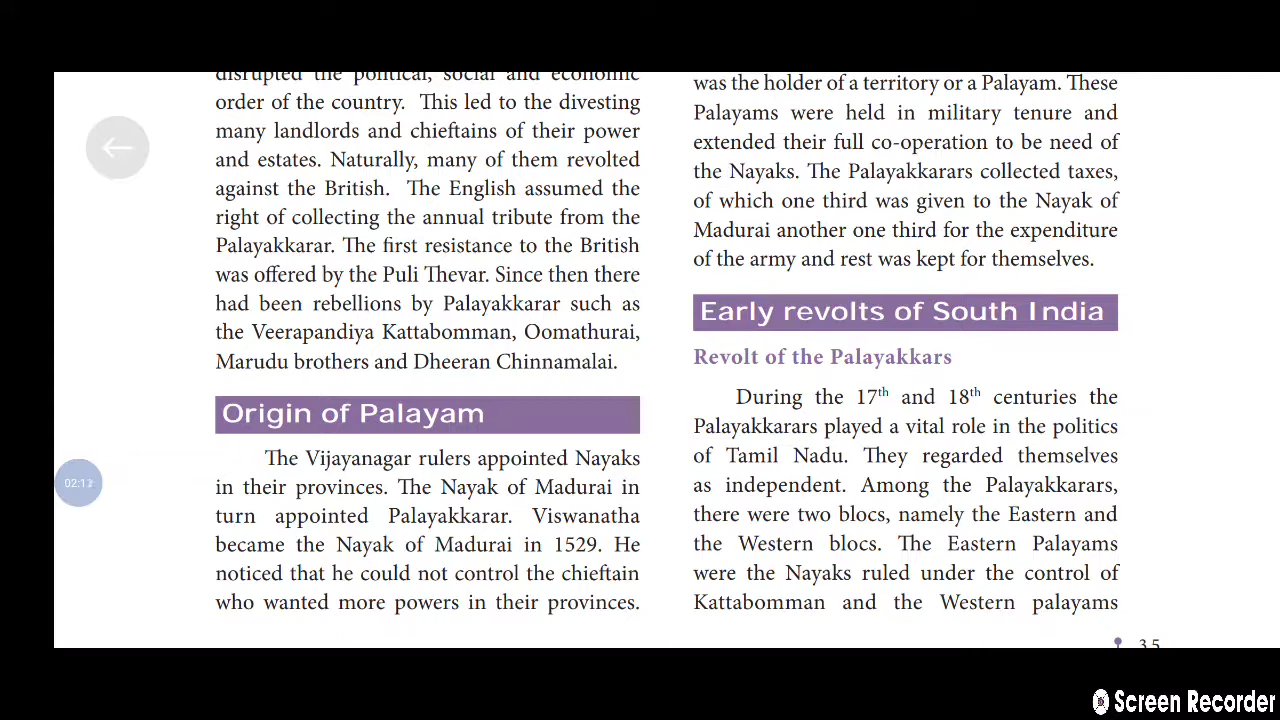 disrupted the political, social and economic
order of the country. This led to the divesting
many landlords and chieftains of their power
and estates. Naturally, many of them revolted
against the British. The English assumed the
right of collecting the annual tribute from the
Palayakkarar. The first resistance to the British
was offered by the Puli Thevar. Since then there
had been rebellions by Palayakkarar such as
the Veerapandiya Kattabomman, Oomathurai,
Marudu brothers and Dheeran Chinnamalai.
Origin of Palayam
The Vijayanagar rulers appointed Nayaks
in their provinces. The Nayak of Madurai in
turn appointed Palayakkarar. Viswanatha
became the Nayak of Madurai in 1529. He
noticed that he could not control the chieftain
who wanted more powers in their provinces.
was the holder of a territory or a Palayam. These
Palayams were held in military tenure and
extended their full co-operation to be need of
the Nayaks. The Palayakkarars collected taxes,
of which one third was given to the Nayak of
Madurai another one third for the expenditure
of the army and rest was kept for themselves.
Early revolts of South India
Revolt of the Palayakkars
During the 17th and 18th centuries the
Palayakkarars played a vital role in the politics
of Tamil Nadu. They regarded themselves
as independent. Among the Palayakkarars,
there were two blocs, namely the Eastern and
the Western blocs. The Eastern Palayams
were the Nayaks ruled under the control of
Kattabomman and the Western palayams
35
Screen Recorder